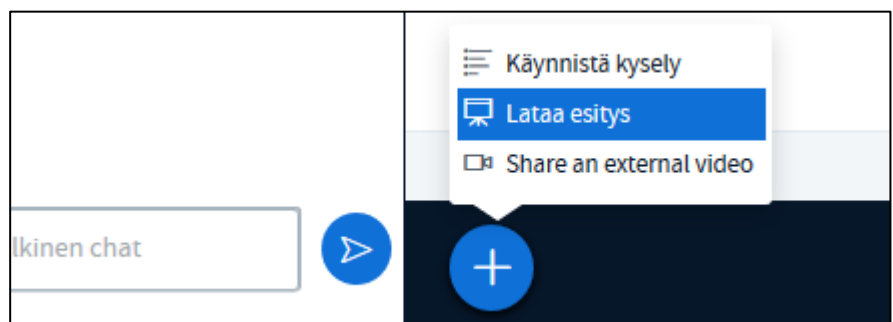 Käynnistä kysely
Lataa esitys
Share an external video
lkinen chat